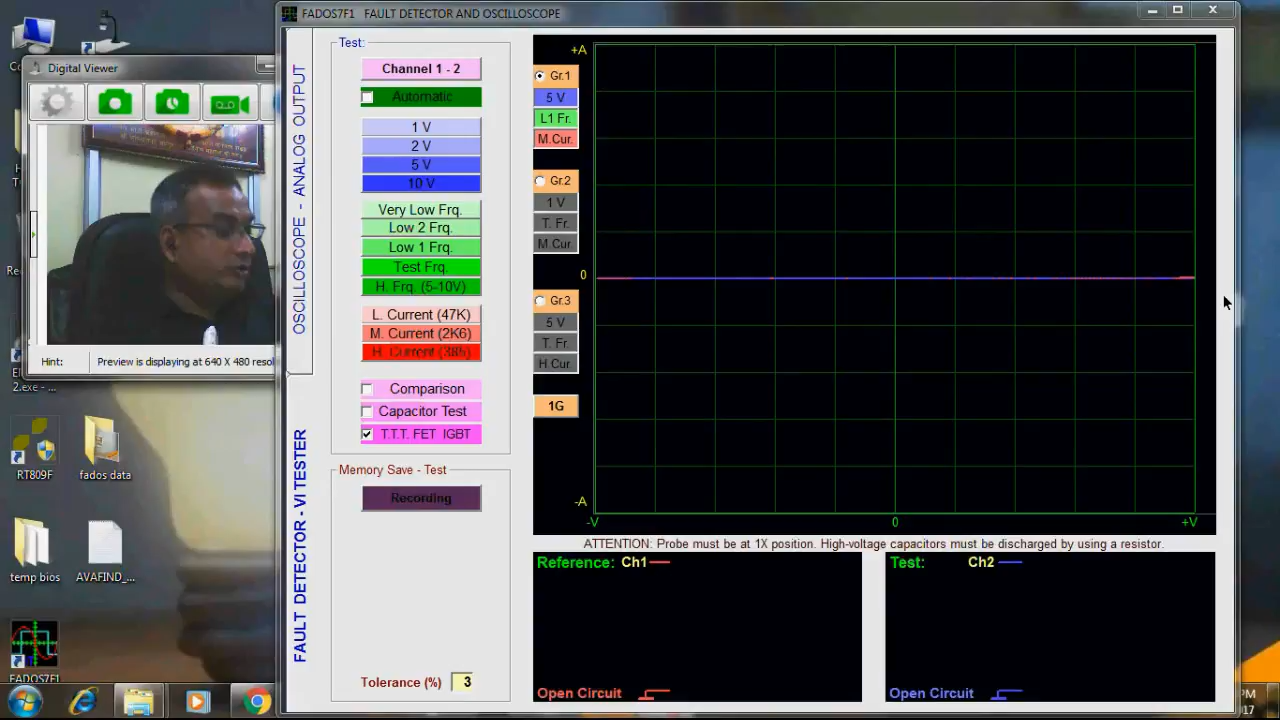 FADOS7F1 FAULT DETECTOR AND OSCILLOSCOPE
Digital Viewer
Hint:
Preview is displaying at 640 X 480 resol
2.exe - ...
RT809F
fados data
temp bios
AVAFIND_...
FADOS7F1
OSCILLOSCOPE - ANALOG OUTPUT
FAULT DETECTOR - VI TESTER
Test:
Channel 1 - 2
Automatic
1 V
2 V
5 V
10 V
Very Low Frq.
Low 2 Frq.
Low 1 Frq.
Test Frq.
H. Frq. (5-10V)
L. Current (47K)
M. Current (2K6)
H. Current (385)
Comparison
Capacitor Test
T.T.T. FET IGBT
Memory Save - Test
Recording
Tolerance (%) 3
+A
Gr.1
5 V
L1 Fr.
M.Cur.
Gr.2
1 V
T. Fr.
M.Cur
0
Gr.3
5 V
T. Fr.
H.Cur
1G
-A
-V 0 +V
ATTENTION: Probe must be at 1X position. High-voltage capacitors must be discharged by using a resistor.
Reference: Ch1
Open Circuit
Test: Ch2
Open Circuit
PM